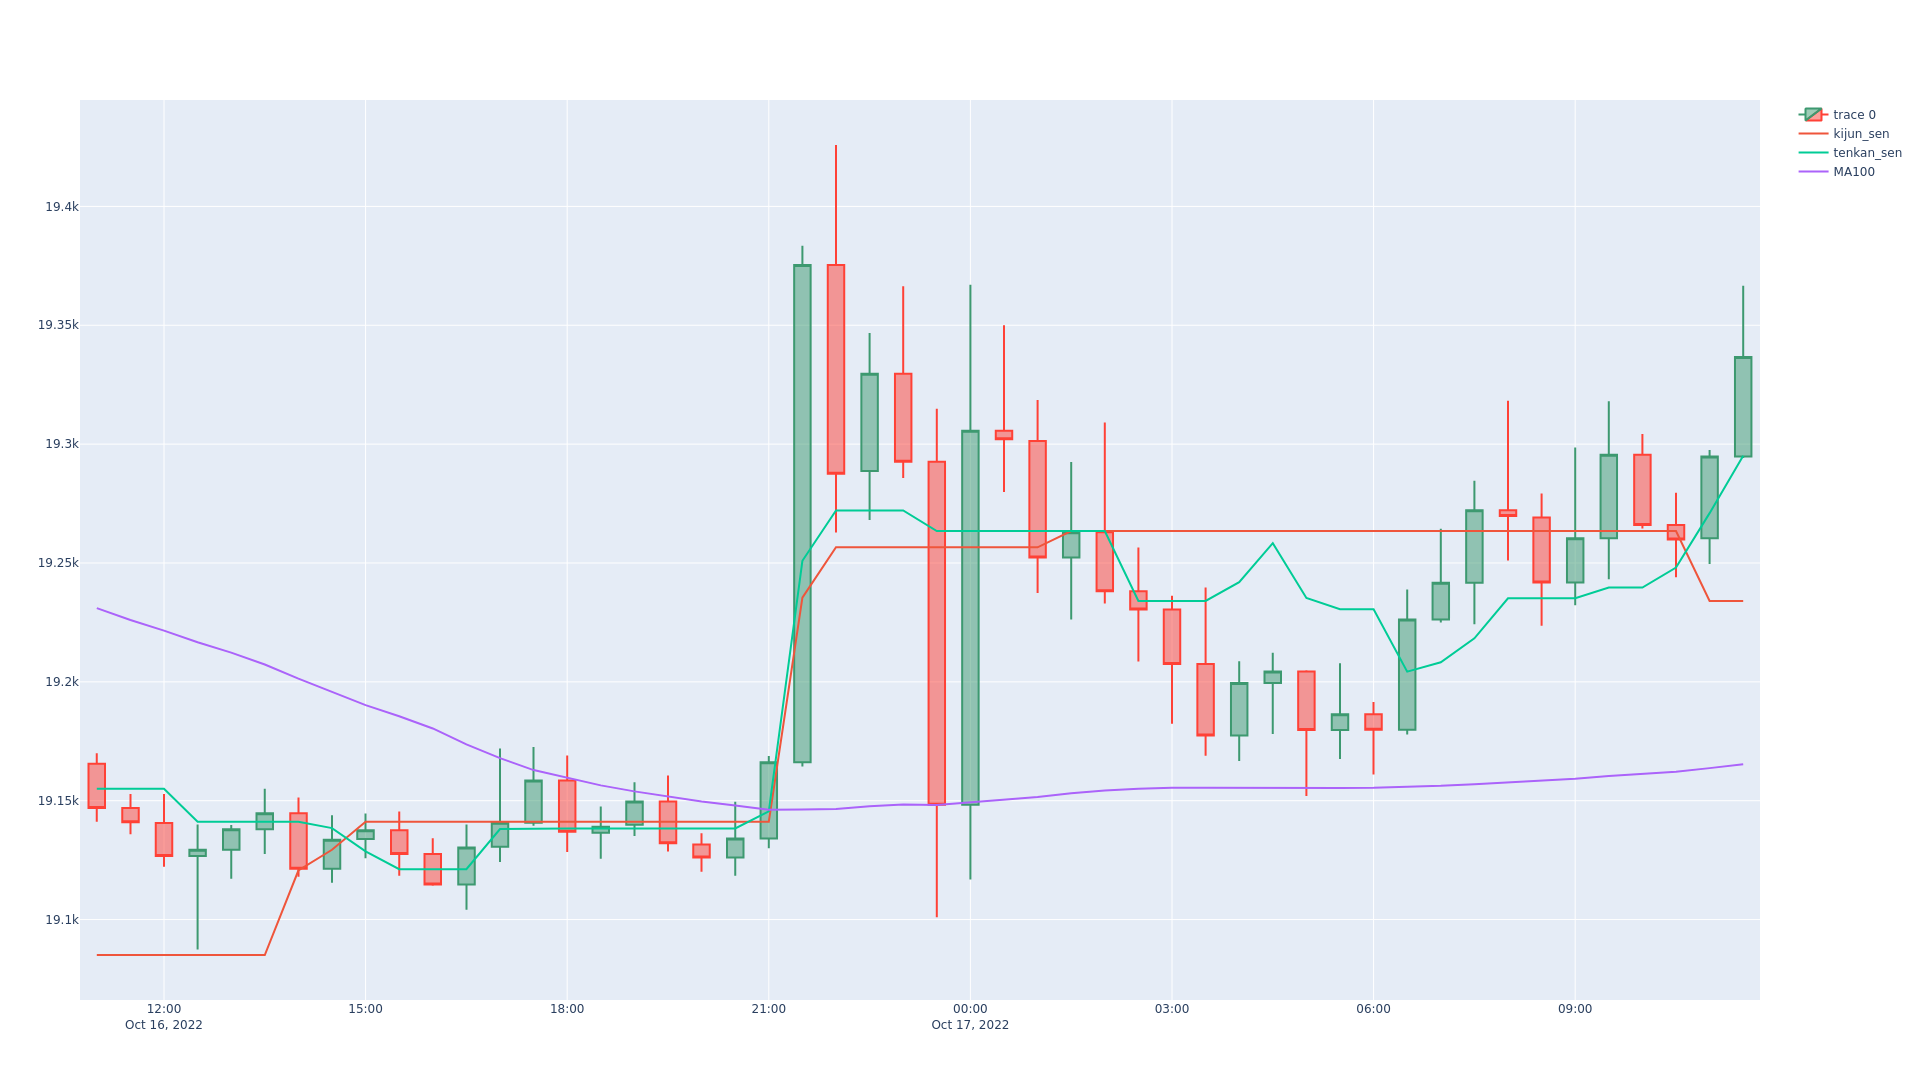 trace 0
kijun_sen
tenkan_sen
MA100
19.4k
19.35k
19.3k
19.25k
19.2k
19.15k
19.1k
12:00 15:00 18:00 21:00 00:00 03:00 06:00 09:00
Oct 16, 2022 Oct 17, 2022